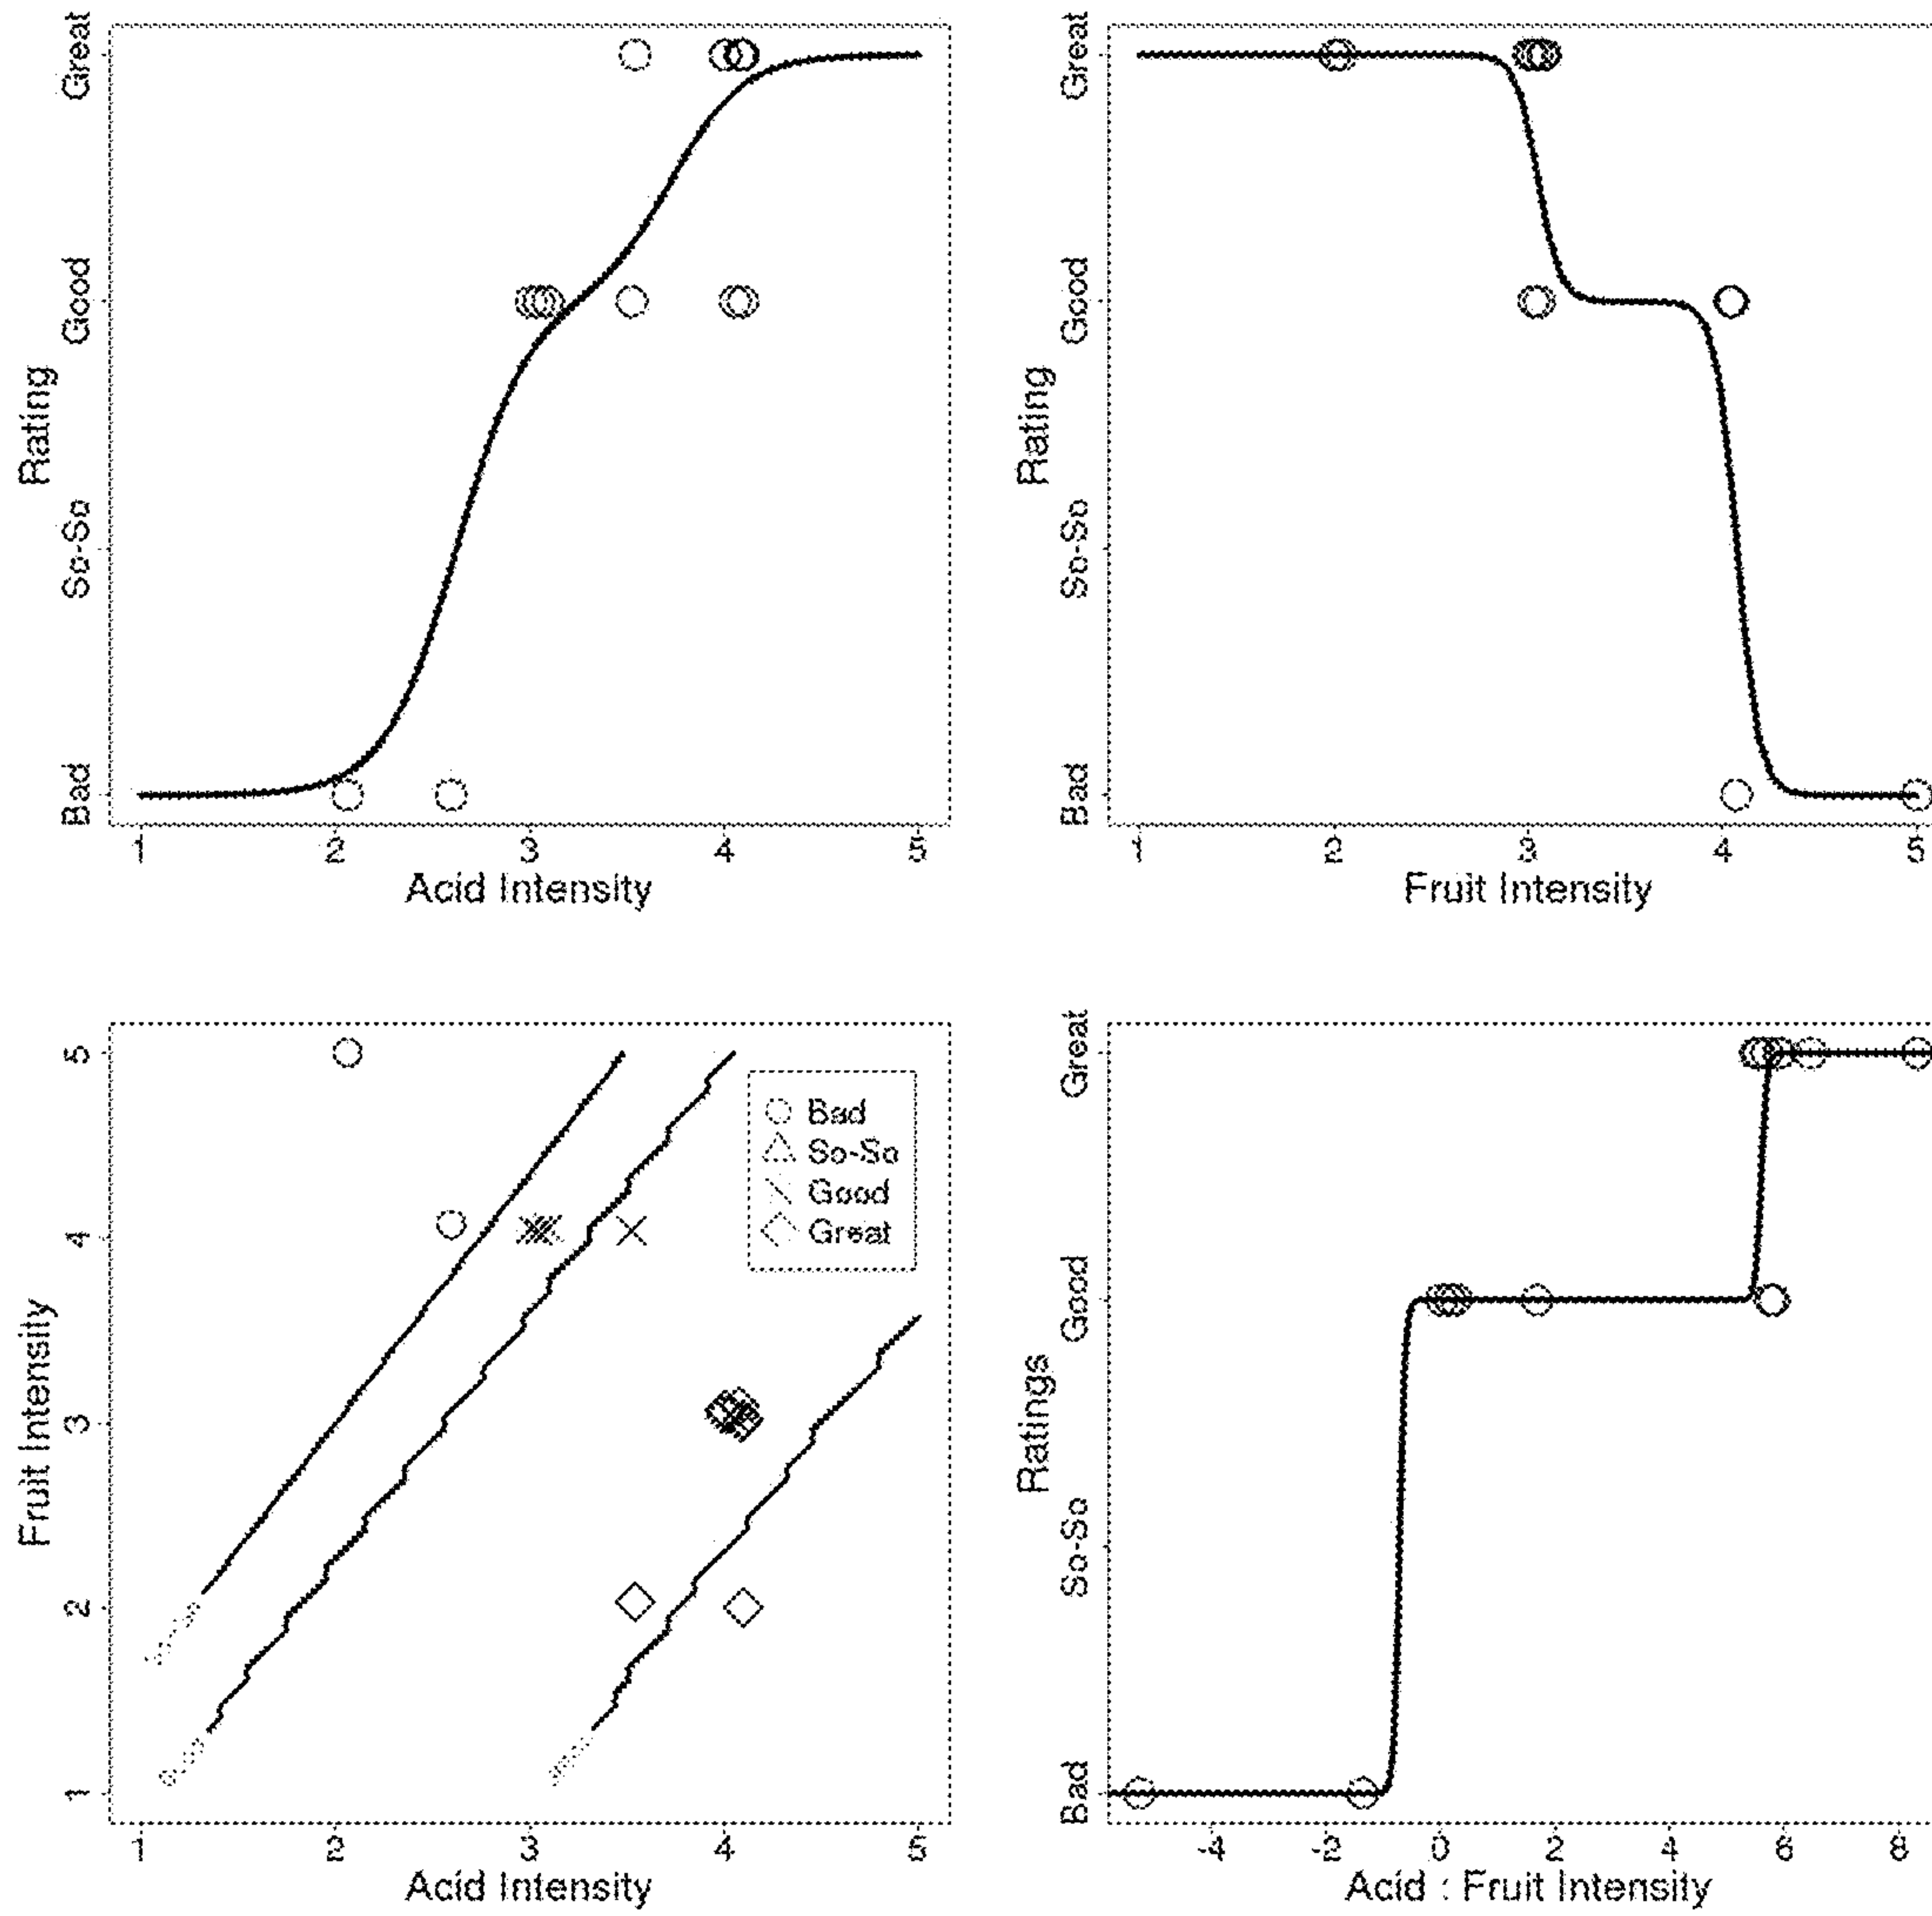 Rating
Great
Good
So-So
Bad
1 2 3 4 5
Acid Intensity
Rating
Great
Good
So-So
Bad
1 2 3 4 5
Fruit Intensity
Fruit Intensity
5
4
3
2
1
Bad
So-So
Good
Great
1 2 3 4 5
Acid Intensity
Ratings
Great
Good
So-So
Bad
-4 -2 0 2 4 6 8
Acid : Fruit Intensity